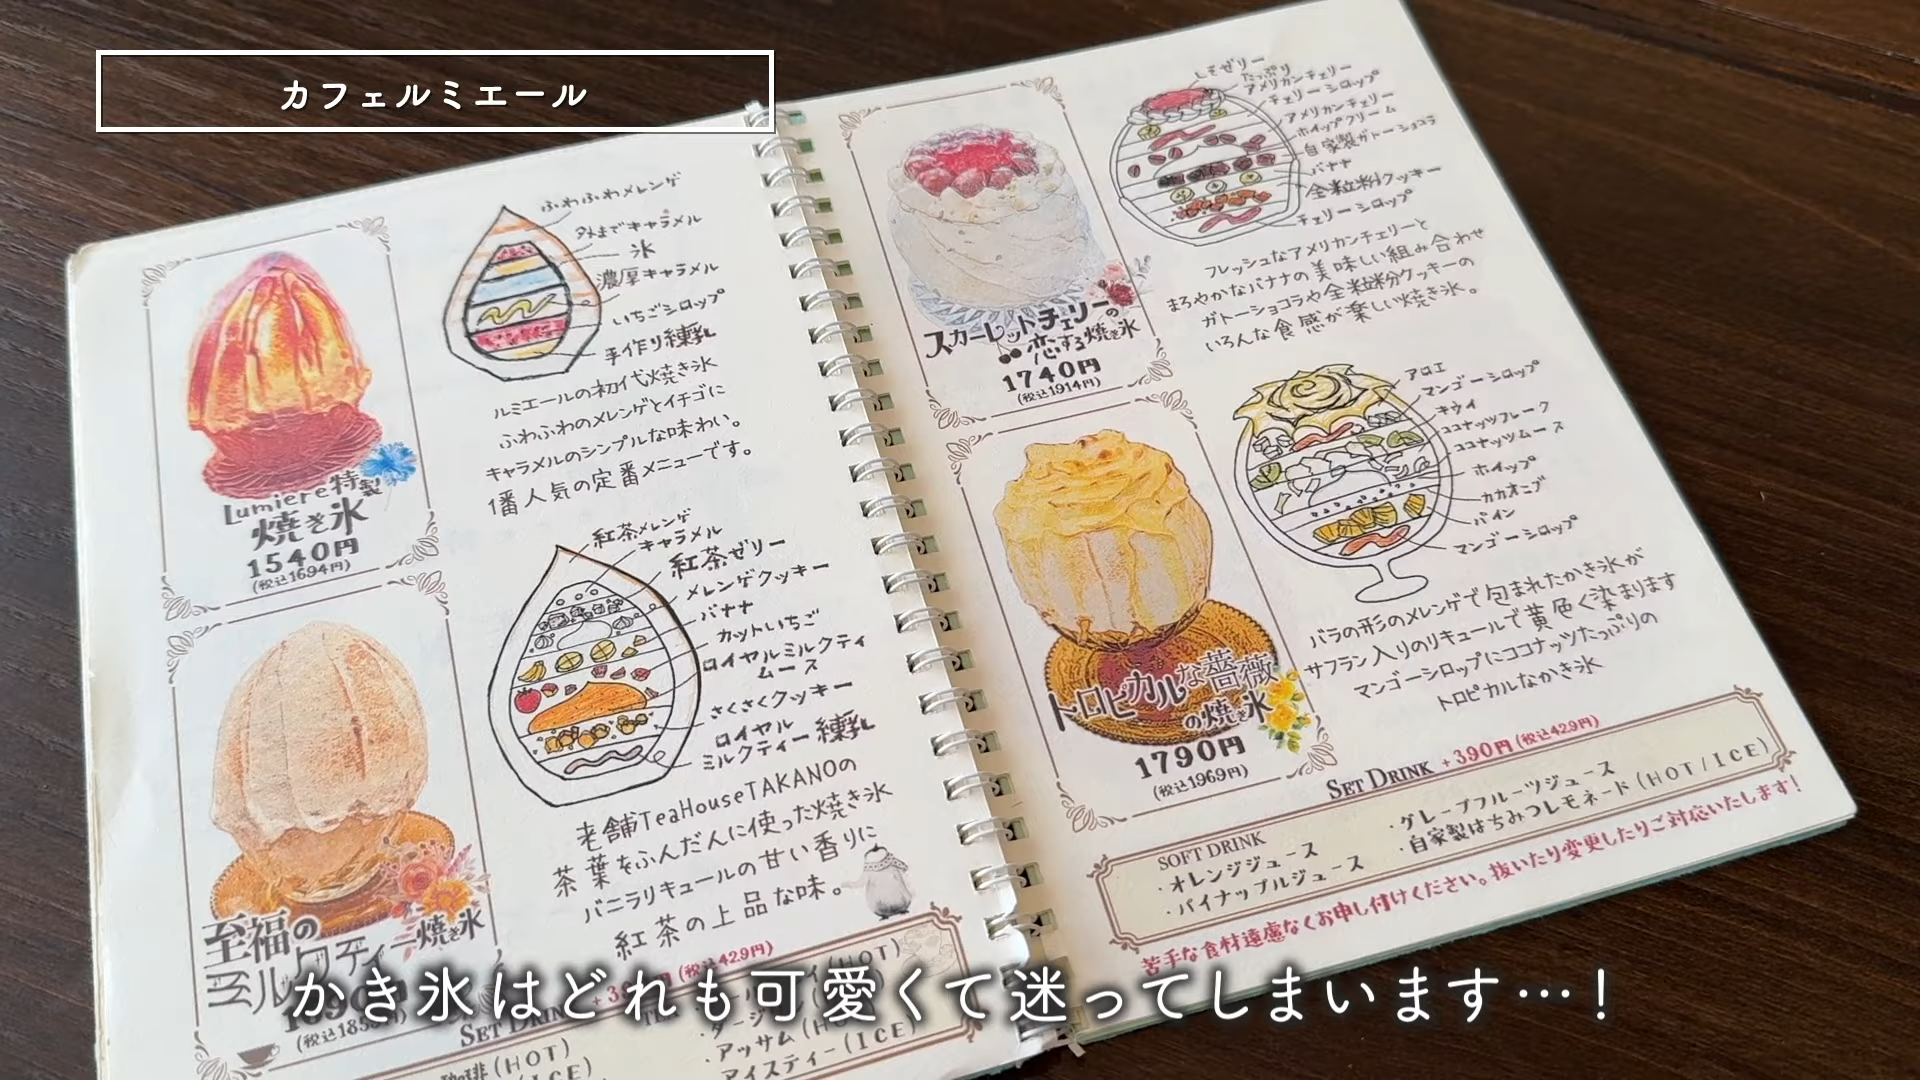 カフェルミエール
ふわふわメレンゲ
外までキャラメル
氷
濃厚キャラメル
いちごシロップ
手作り練乳
Lumiere特製
焼き氷
1540円
(税込1694円)
ルミエールの初代焼き氷
ふわふわのメレンゲとイチゴに
キャラメルのシンプルな味わい。
1番人気の定番メニューです。
紅茶メレンゲ
キャラメル
紅茶ゼリー
メレンゲクッキー
バナナ
カットいちご
ロイヤルミルクティ
ムース
さくさくクッキー
ロイヤル
ミルクティー練乳
至福の
ミルクティー焼き氷
老舗TeaHouseTAKANOの
茶葉をふんだんに使った焼き氷
バニラリキュールの甘い香りに
紅茶の上品な味。
SET DRINK
(税込429円)
(HOT)
アッサム(HO
アイスティー(ICE)
珈琲(HOT)
たっぷり
アメリカンチェリー
チェリーシロップ
アメリカンチェリー
ホイップクリーム
自家製ガトーショコラ
バナナ
全粒粉クッキー
チェリーシロップ
スカーレットチェリーの
恋する焼き氷
1740円
(税込1914円)
フレッシュなアメリカンチェリーと
まろやかなバナナの美味しい組み合わせ
ガトーショコラや全粒粉クッキーの
いろんな食感が楽しい焼き氷。
アロエ
マンゴーシロップ
キウイ
ココナッツフレーク
ココナッツムース
ホイップ
カカオニブ
パイン
マンゴーシロップ
トロピカルな薔薇
の焼き氷
1790円
(税込1969円)
バラの形のメレンゲで包まれたかき氷が
サフラン入りのリキュールで黄色く染まります
マンゴーシロップにココナッツたっぷりの
トロピカルなかき氷
SET DRINK +390円(税込429円)
SOFT DRINK
・オレンジジュース
・パイナップルジュース
・グレープフルーツジュース
・自家製はちみつレモネード(HOT/ICE)
苦手な食材遠慮なくお申し付けください。抜いたり変更したりご対応いたします!
かき氷はどれも可愛くて迷ってしまいます…!